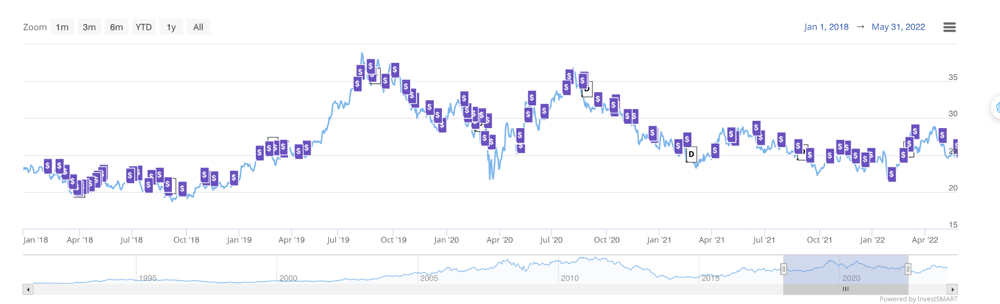 Zoom 1m 3m 6m YTD 1y All Jan 1, 2018 → May 31, 2022
35
30
20
15
$ $ $ $ $ $ $ $ $ $ $ $ $ $ $ $ $ $ $ $ $ $ $ $ $ $ $ $ $ $ $ $ $ $ $ $ $ $ $ $ $ $ $ $ $ $ $ $ $ $ $ $ $ $ $ $ $ $ $ $ $ $ $ $ $ $ $ $ $ $ $ $ $ $ $ $
D
Jan '18 Apr '18 Jul '18 Oct '18 Jan '19 Apr '19 Jul '19 Oct '19 Jan '20 Apr '20 Jul '20 Oct '20 Jan '21 Apr '21 Jul '21 Oct '21 Jan '22 Apr '22
1995 2000 2005 2010 2015 2020
Powered by InvestSMART